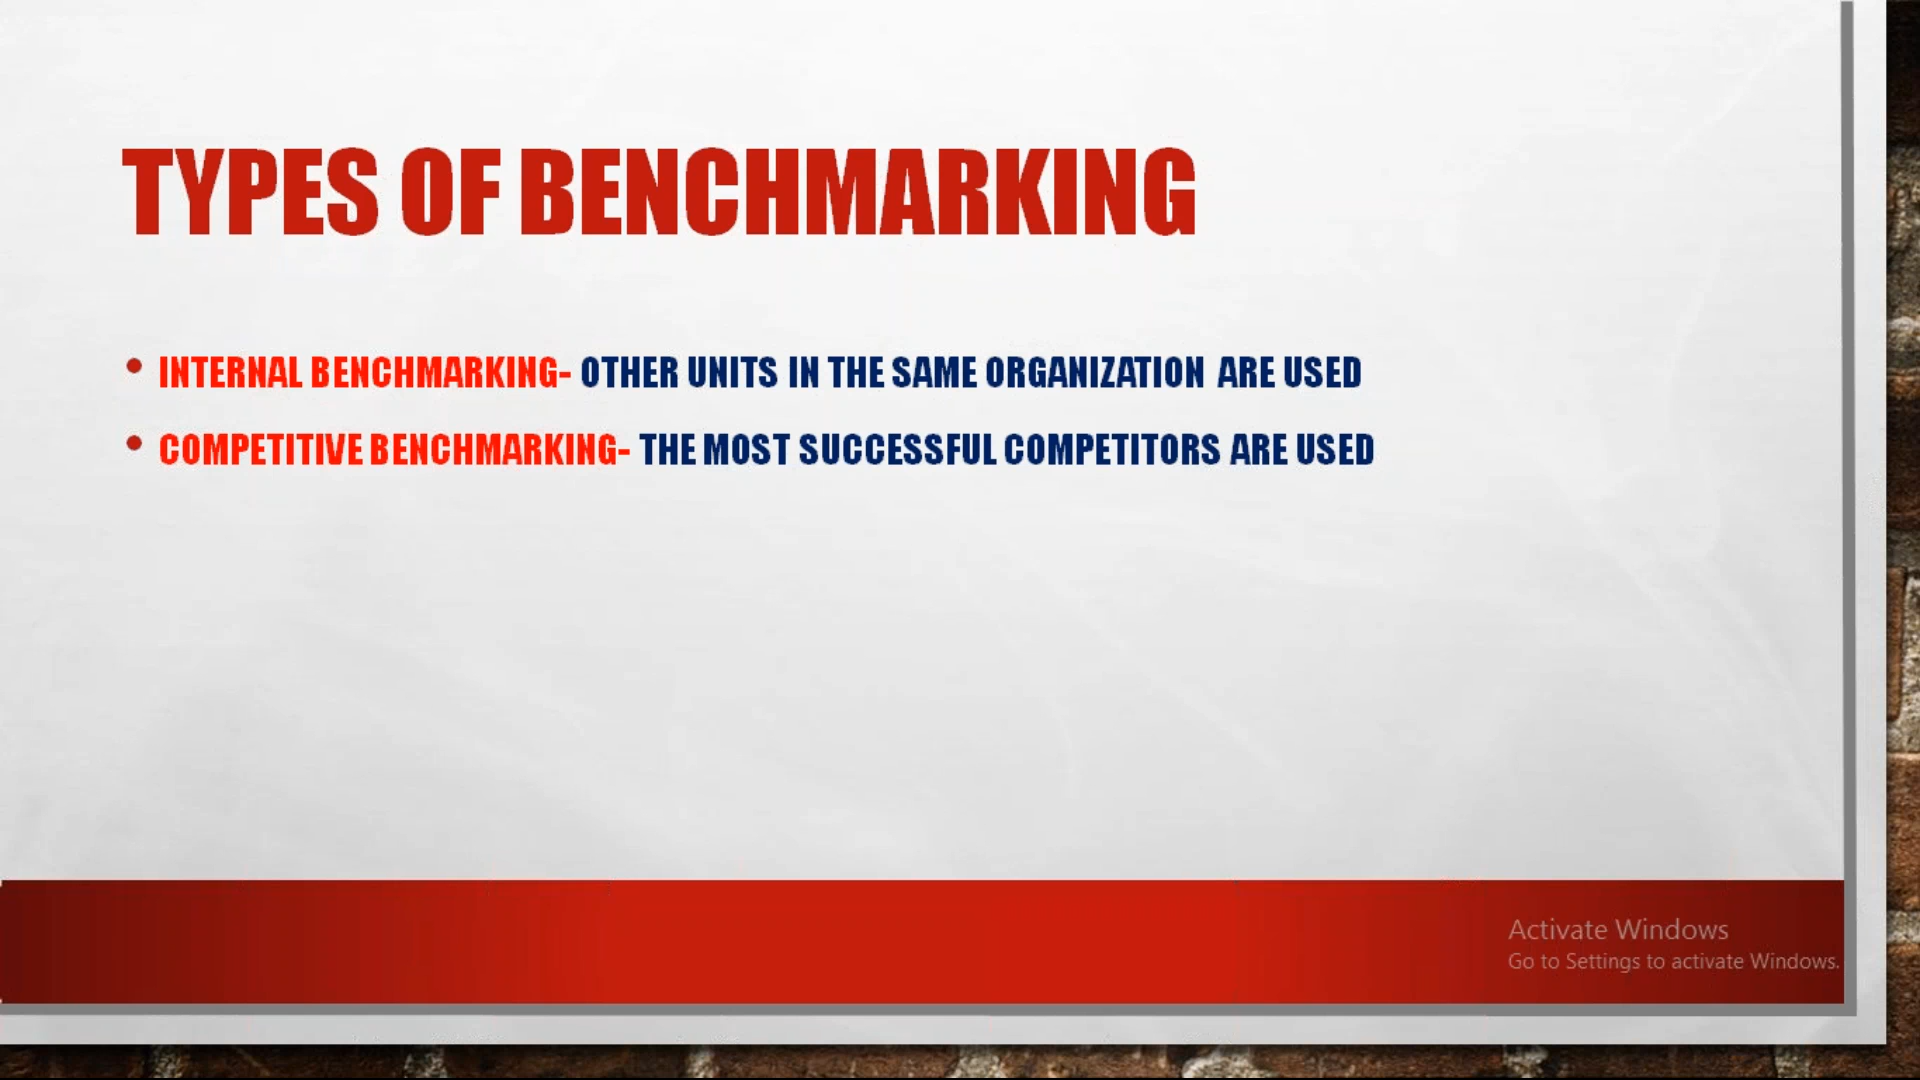 TYPES OF BENCHMARKING
• INTERNAL BENCHMARKING- OTHER UNITS IN THE SAME ORGANIZATION ARE USED
• COMPETITIVE BENCHMARKING- THE MOST SUCCESSFUL COMPETITORS ARE USED
Activate Windows
Go to Settings to activate Windows.